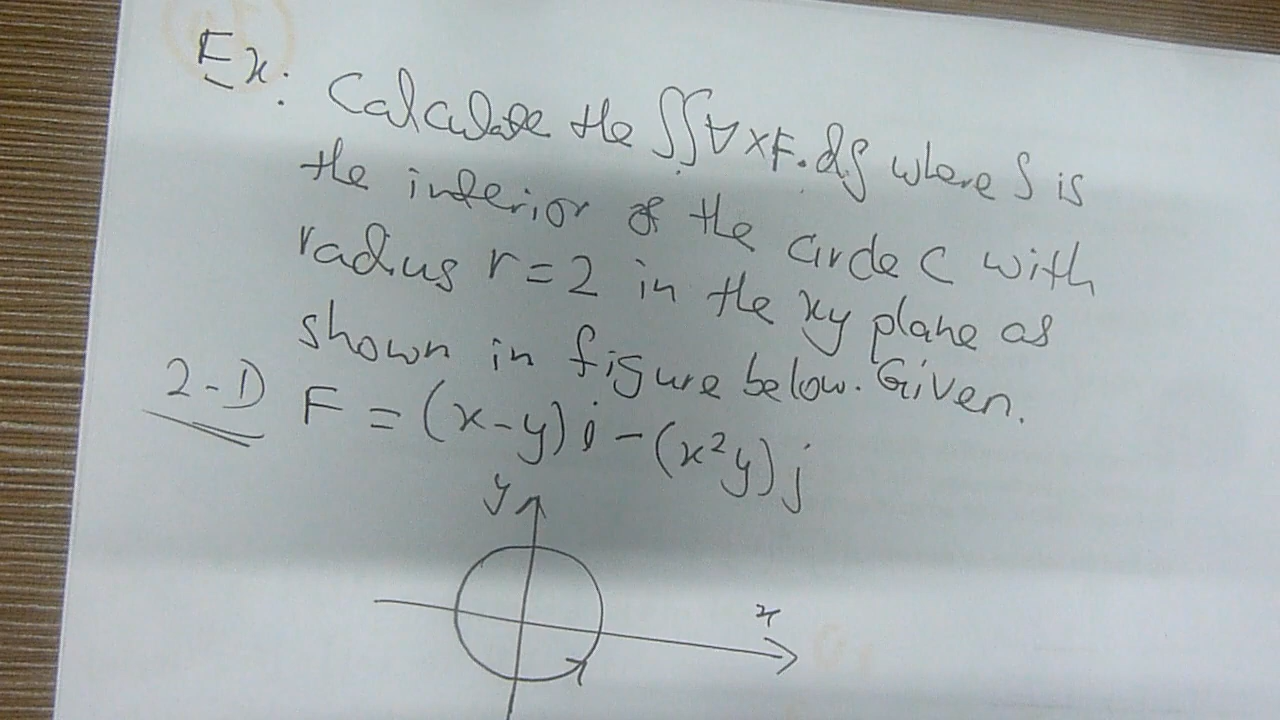 Ex: Calculate the ∬∇×F.dS where S is
the interior of the circle C with
radius r=2 in the xy plane as
shown in figure below. Given.
2-D F = (x-y)i - (x²y)j
y
x